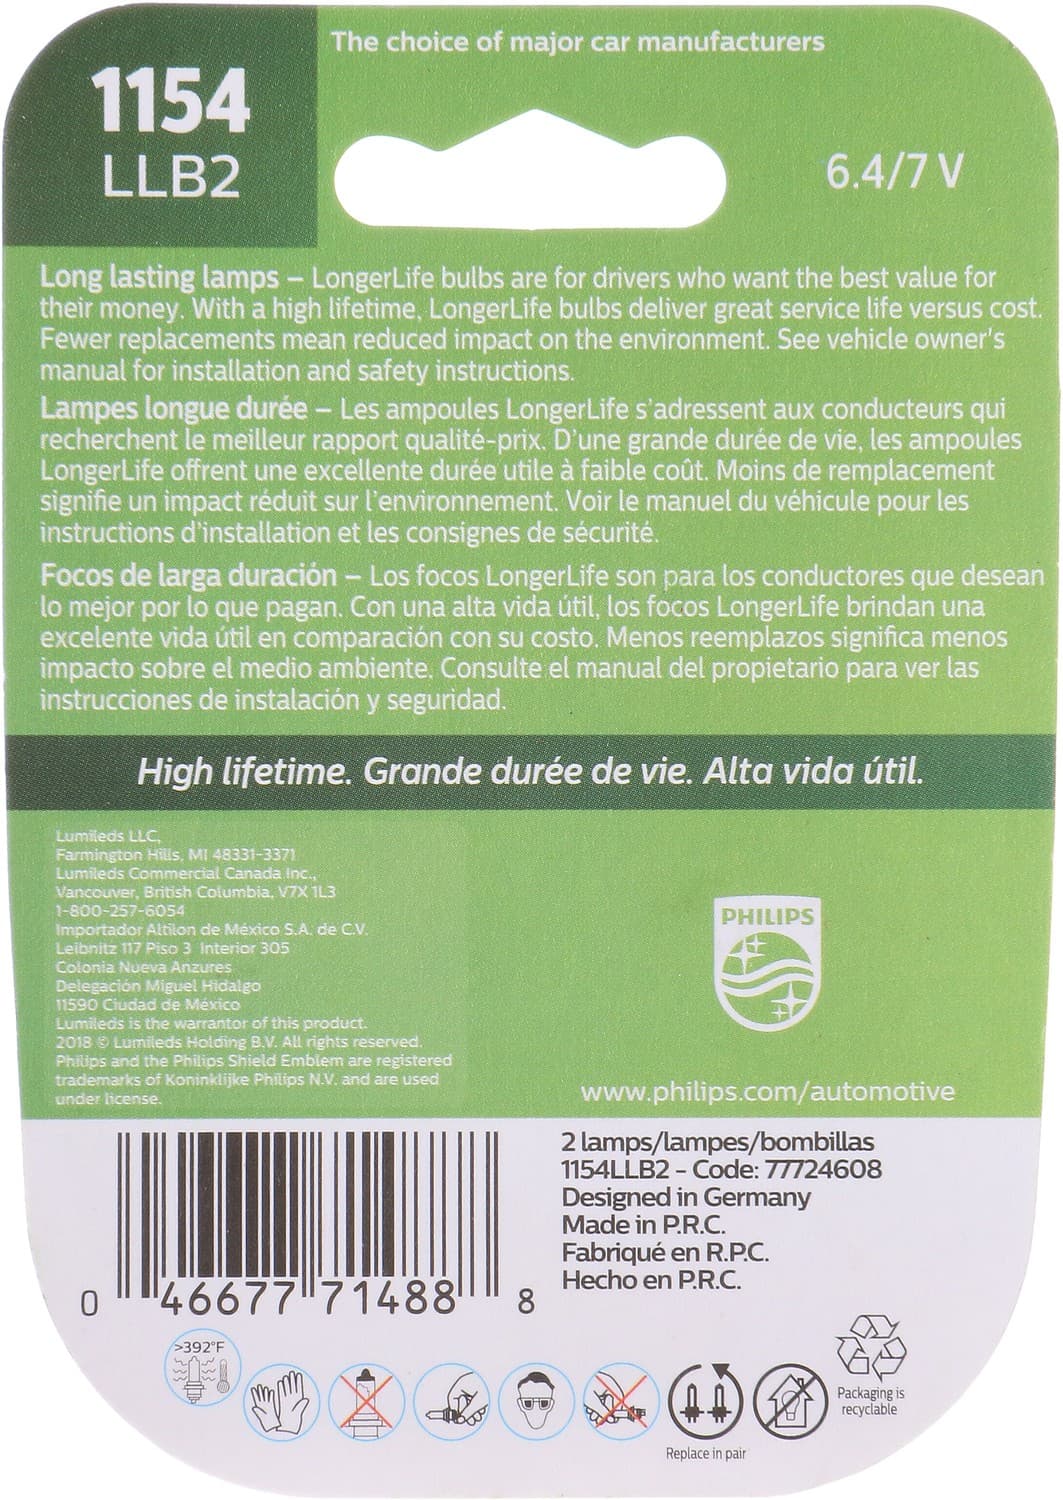 The choice of major car manufacturers
1154
LLB2
6.4/7 V
Long lasting lamps – LongerLife bulbs are for drivers who want the best value for
their money. With a high lifetime, LongerLife bulbs deliver great service life versus cost.
Fewer replacements mean reduced impact on the environment. See vehicle owner's
manual for installation and safety instructions.
Lampes longue durée – Les ampoules LongerLife s'adressent aux conducteurs qui
recherchent le meilleur rapport qualité-prix. D'une grande durée de vie, les ampoules
LongerLife offrent une excellente durée utile à faible coût. Moins de remplacement
signifie un impact réduit sur l'environnement. Voir le manuel du véhicule pour les
instructions d'installation et les consignes de sécurité.
Focos de larga duración – Los focos LongerLife son para los conductores que desean
lo mejor por lo que pagan. Con una alta vida útil, los focos LongerLife brindan una
excelente vida útil en comparación con su costo. Menos reemplazos significa menos
impacto sobre el medio ambiente. Consulte el manual del propietario para ver las
instrucciones de instalación y seguridad.
High lifetime. Grande durée de vie. Alta vida útil.
Lumileds LLC,
Farmington Hills, MI 48331-3371
Lumileds Commercial Canada Inc.,
Vancouver, British Columbia, V7X 1L3
1-800-257-6054
Importador Altilon de México S.A. de C.V.
Leibnitz 117 Piso 3 Interior 305
Colonia Nueva Anzures
Delegación Miguel Hidalgo
11590 Ciudad de México
Lumileds is the warrantor of this product.
2018 © Lumileds Holding B.V. All rights reserved.
Philips and the Philips Shield Emblem are registered
trademarks of Koninklijke Philips N.V. and are used
under license.
PHILIPS
www.philips.com/automotive
2 lamps/lampes/bombillas
1154LLB2 - Code: 77724608
Designed in Germany
Made in P.R.C.
Fabriqué en R.P.C.
Hecho en P.R.C.
0 46677 71488 8
>392°F
Replace in pair
Packaging is
recyclable